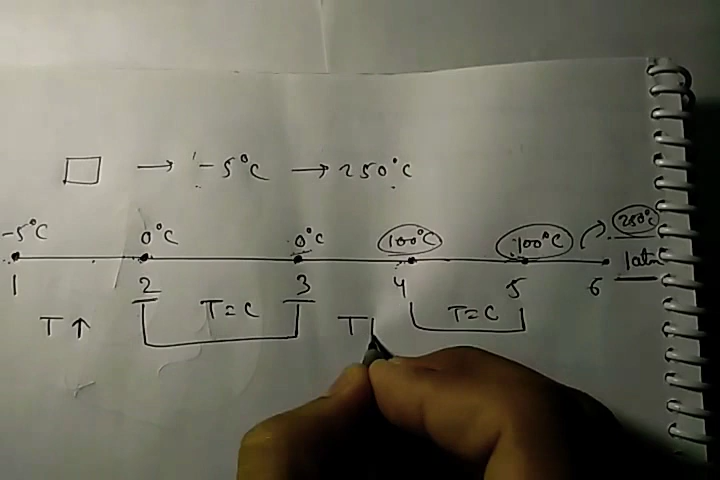 → -5°C → 250°C
-5°C 0°C 0°C 100°C 100°C 250°C
1atm
1 2 3 4 5 6
T↑ T=C T T=C